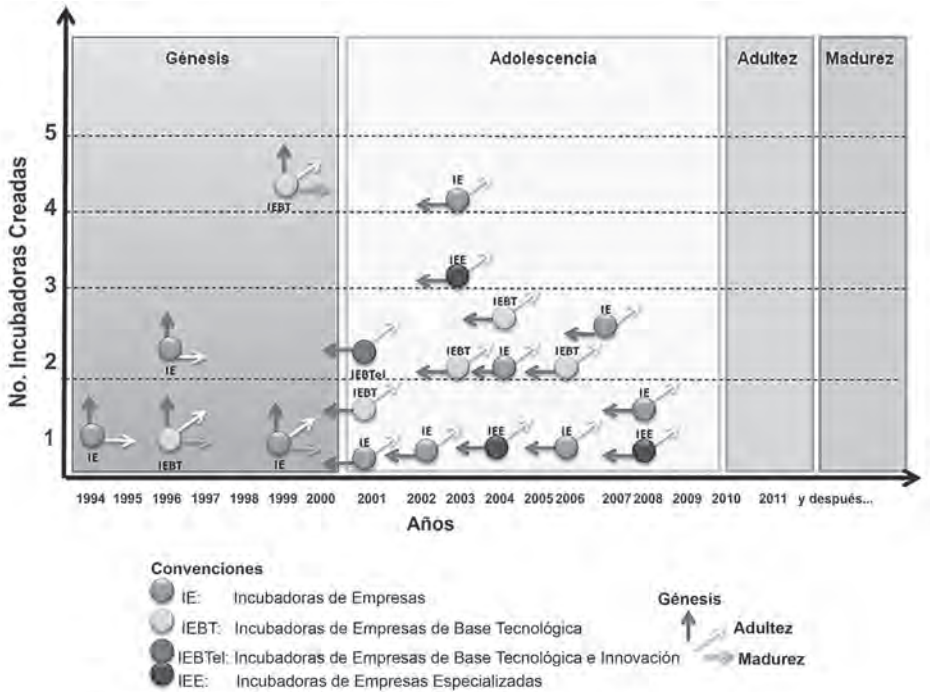 Génesis
Adolescencia
Adultez
Madurez
No. Incubadoras Creadas
5
4
3
2
1
IEBT
IE
IEE
IEBT
IE
IE
IEBTel
IEBT
IE
IEBT
IEBT
IE
IE
IEBT
IE
IE
IE
IEE
IE
IEE
1994 1995 1996 1997 1998 1999 2000 2001 2002 2003 2004 2005 2006 2007 2008 2009 2010 2011 y después...
Años
Convenciones
IE: Incubadoras de Empresas
IEBT: Incubadoras de Empresas de Base Tecnológica
IEBTel: Incubadoras de Empresas de Base Tecnológica e Innovación
IEE: Incubadoras de Empresas Especializadas
Génesis
Adultez
Madurez